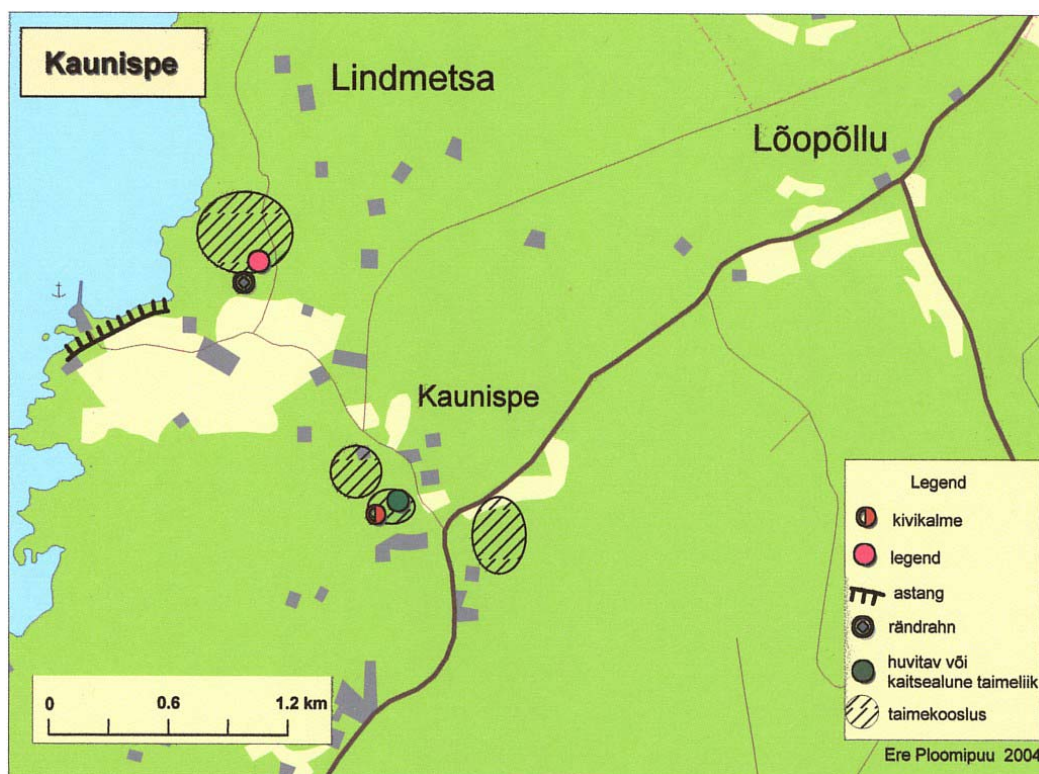 Kaunispe
Lindmetsa
Lõopõllu
Kaunispe
Legend
kivikalme
legend
astang
rändrahn
huvitav või
kaitsealune taimeliik
taimekooslus
0 0.6 1.2 km
Ere Ploomipuu 2004